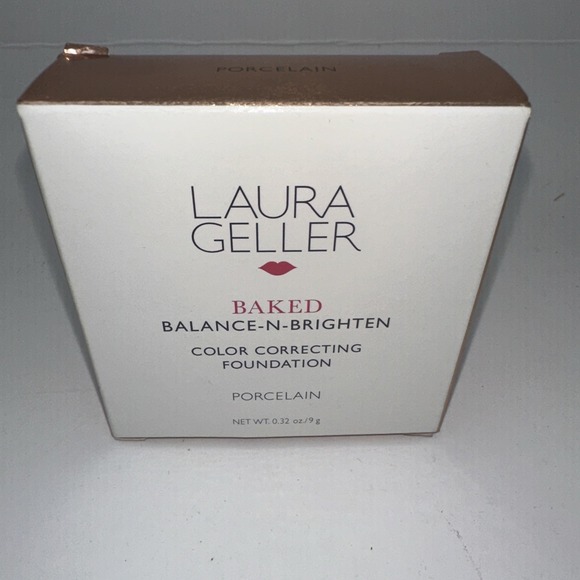 PORCELAIN
LAURA
GELLER
BAKED
BALANCE-N-BRIGHTEN
COLOR CORRECTING
FOUNDATION
PORCELAIN
NET WT. 0.32 oz./9 g